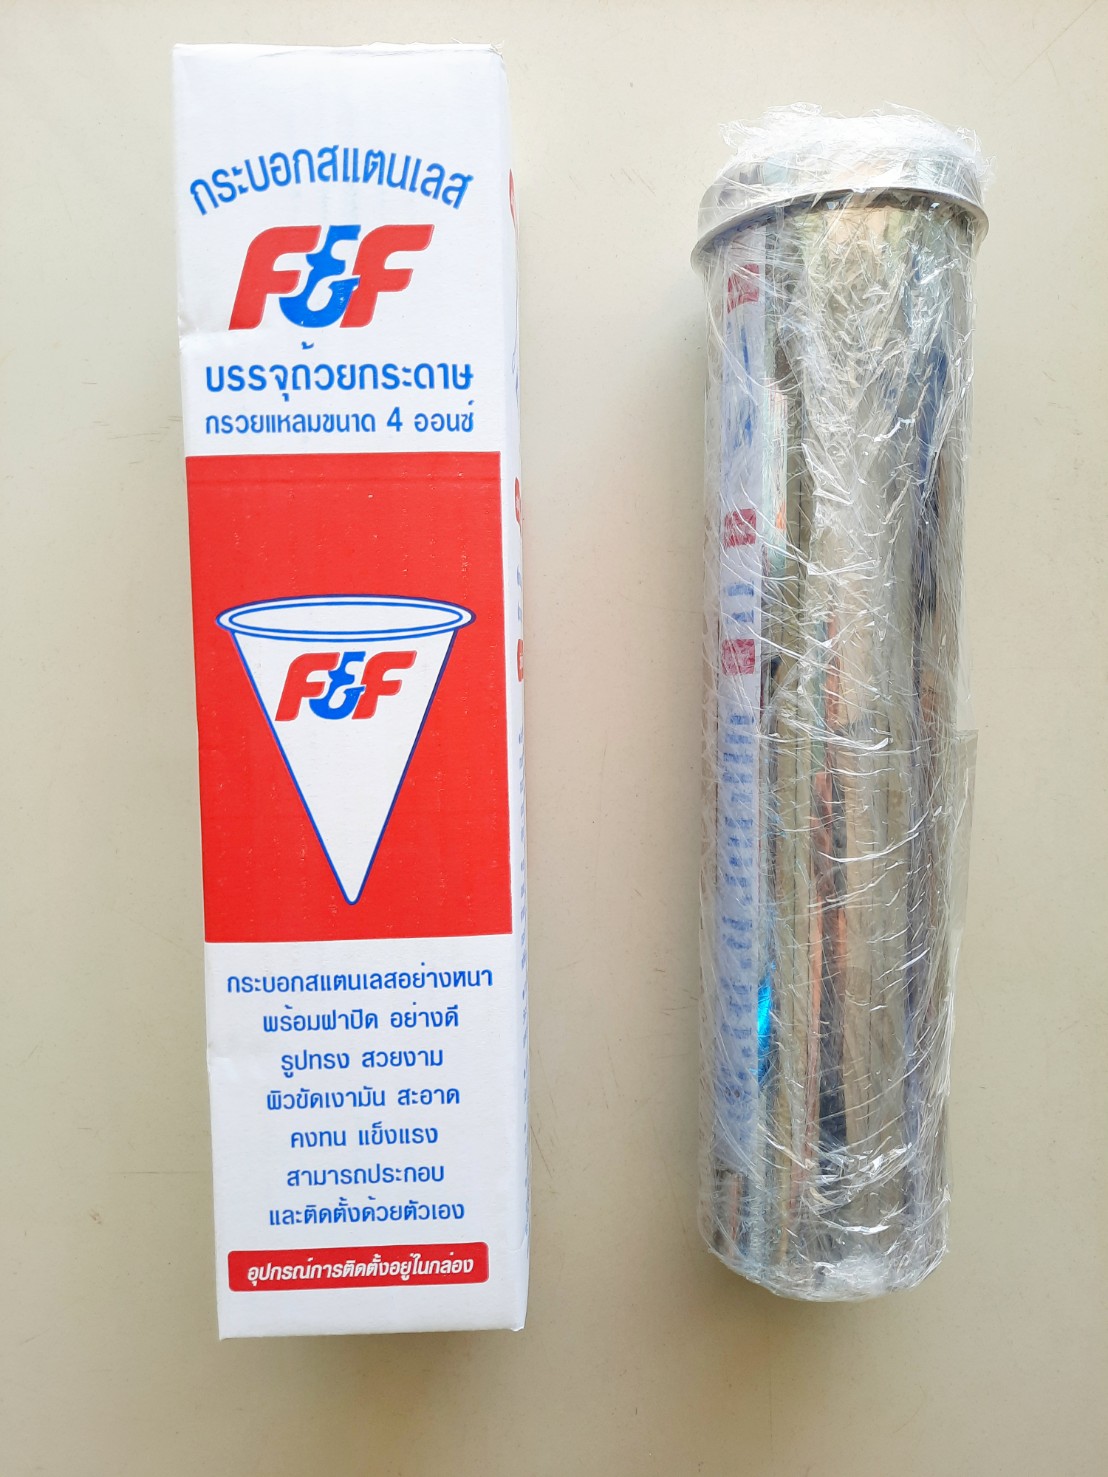 กระบอกสแตนเลส
F&F
บรรจุถ้วยกระดาษ
กรวยแหลมขนาด 4 ออนซ์
F&F
กระบอกสแตนเลสอย่างหนา
พร้อมฝาปิด อย่างดี
รูปทรง สวยงาม
ผิวขัดเงามัน สะอาด
คงทน แข็งแรง
สามารถประกอบ
และติดตั้งด้วยตัวเอง
อุปกรณ์การติดตั้งอยู่ในกล่อง